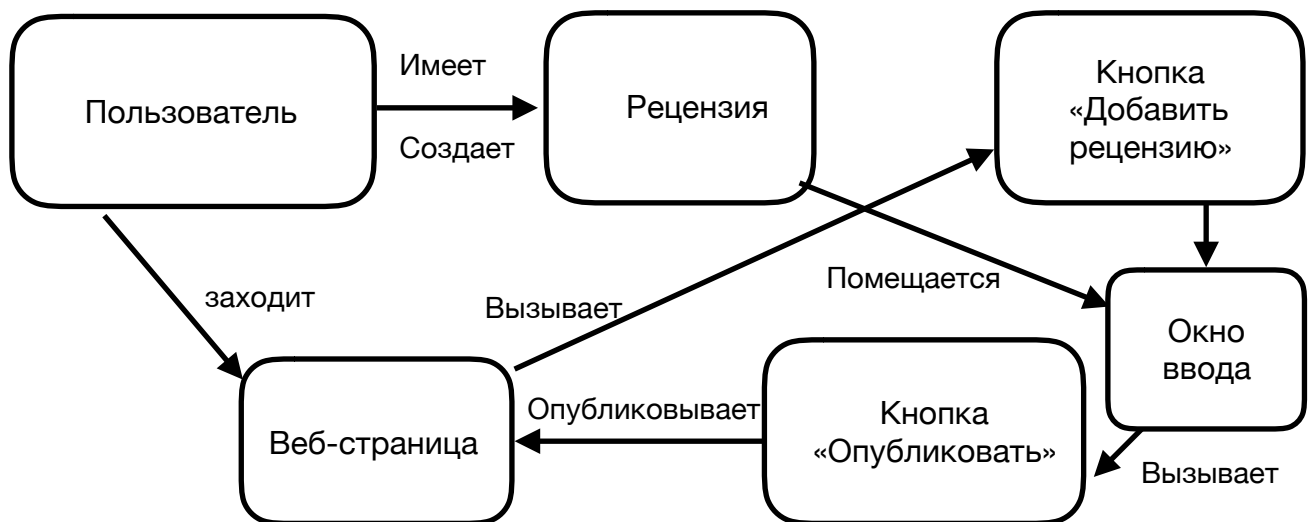 Имеет
Пользователь
Создает
Рецензия
Кнопка
«Добавить
рецензию»
заходит
Вызывает
Помещается
Окно
ввода
Веб-страница
Опубликовывает
Кнопка
«Опубликовать»
Вызывает